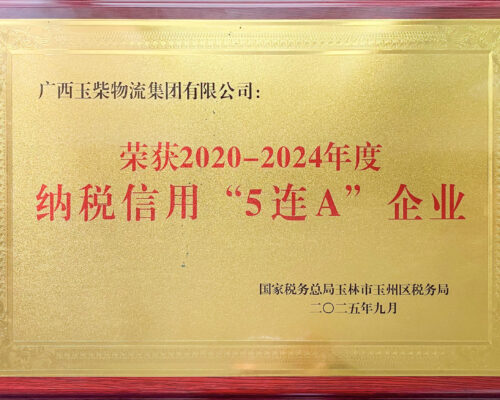 广西玉柴物流集团有限公司：
荣获2020-2024年度
纳税信用“5连A”企业
国家税务总局玉林市玉州区税务局
二〇二五年九月